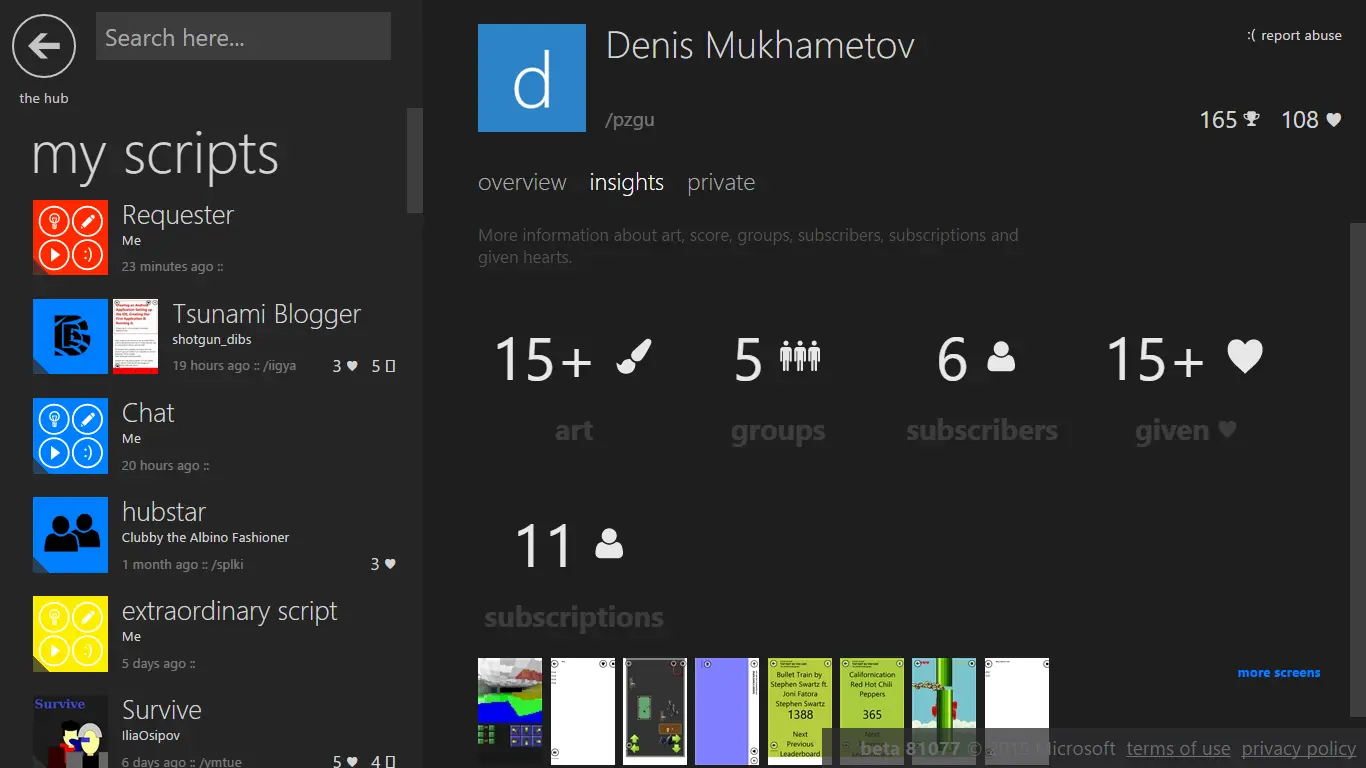 Search here...
the hub
my scripts
Requester
Me
23 minutes ago ::
Tsunami Blogger
shotgun_dibs
19 hours ago :: /iigya 3 5
Chat
Me
20 hours ago ::
hubstar
Clubby the Albino Fashioner
1 month ago :: /splki 3
extraordinary script
Me
5 days ago ::
Survive
Survive
IliaOsipov
6 days ago :: /vmtue 5 4
d
Denis Mukhametov
:( report abuse
/pzgu
165 108
overview insights private
More information about art, score, groups, subscribers, subscriptions and
given hearts.
15+ 5 6 15+
art groups subscribers given
11
subscriptions
Bullet Train by
Stephen Swartz ft.
Joni Fatora
Stephen Swartz
1388
Next
Previous
Leaderboard
Californication
Red Hot Chili
Peppers
365
Next
more screens
beta 81077 © 2015 Microsoft terms of use privacy policy